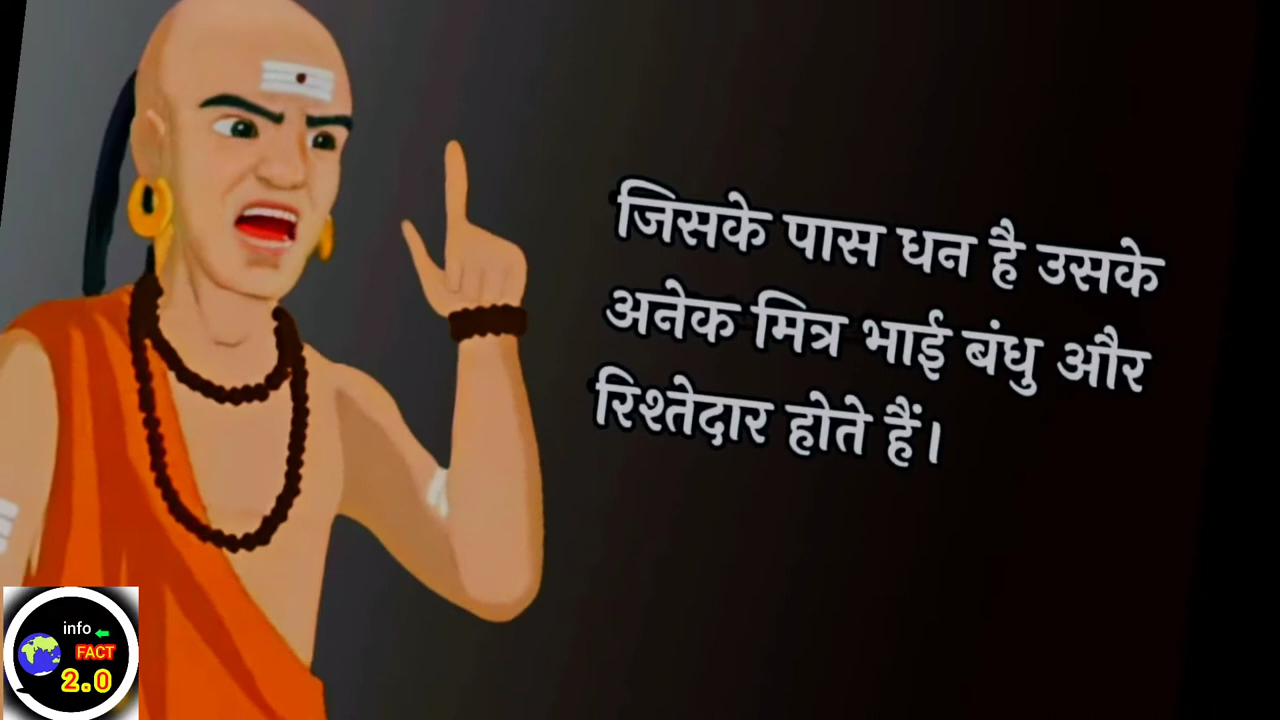 जिसके पास धन है उसके
अनेक मित्र भाई बंधु और
रिश्तेदार होते हैं।
info
FACT
2.0